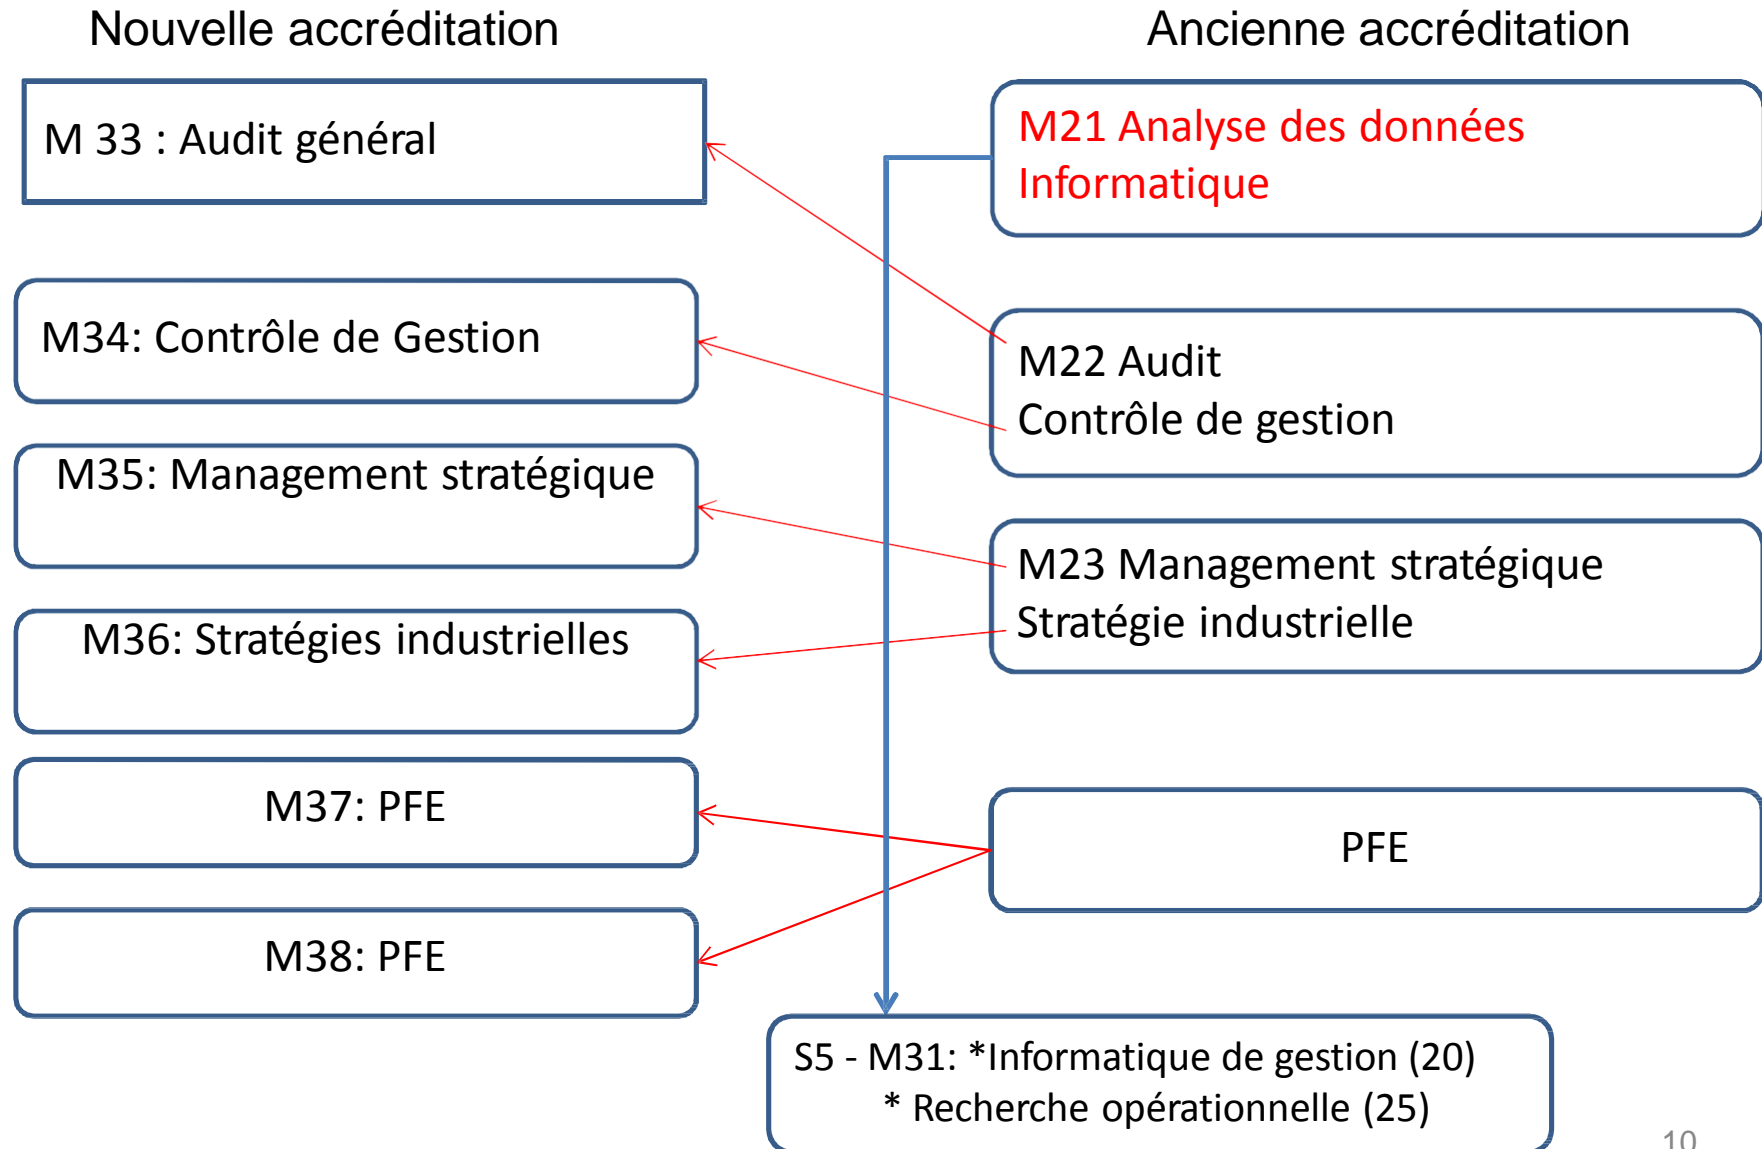 Nouvelle accréditation
Ancienne accréditation
M 33 : Audit général
M21 Analyse des données
Informatique
M34: Contrôle de Gestion
M22 Audit
Contrôle de gestion
M35: Management stratégique
M23 Management stratégique
Stratégie industrielle
M36: Stratégies industrielles
M37: PFE
PFE
M38: PFE
S5 - M31: *Informatique de gestion (20)
* Recherche opérationnelle (25)
10